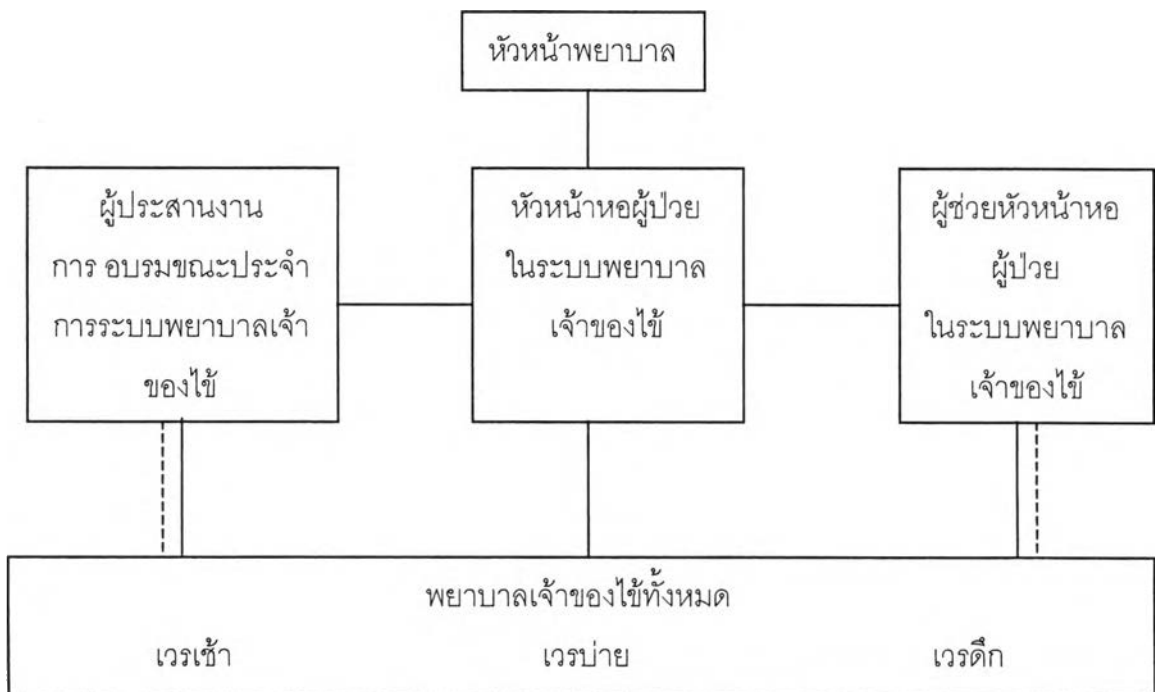 หัวหน้าพยาบาล
ผู้ประสานงาน
การ อบรมขณะประจำ
การระบบพยาบาลเจ้า
ของไข้
หัวหน้าหอผู้ป่วย
ในระบบพยาบาล
เจ้าของไข้
ผู้ช่วยหัวหน้าหอ
ผู้ป่วย
ในระบบพยาบาล
เจ้าของไข้
พยาบาลเจ้าของไข้ทั้งหมด
เวรเช้า เวรบ่าย เวรดึก